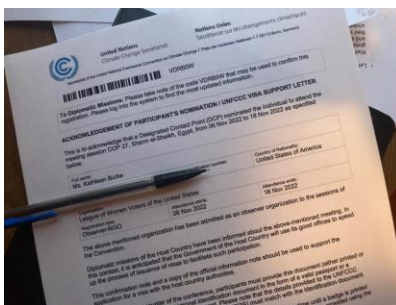 United Nations
Climate Change Secretariat
Nations Unies
Secrétariat sur les changements climatiques
VDRB5W
To Diplomatic Missions: Please take note of the code VDRB5W that may be used to confirm this
registration. Please log into the system to find the most updated information.
ACKNOWLEDGEMENT OF PARTICIPANT'S NOMINATION / UNFCCC VISA SUPPORT LETTER
This is to acknowledge that a Designated Contact Point (DCP) nominated the individual to attend the
meeting session COP 27, Sharm el-Sheikh, Egypt, from 06 Nov 2022 to 18 Nov 2022 as specified
below.
Full name:
Ms. Kathleen Burke
Country of Nationality:
United States of America
League of Women Voters of the United States
Observer-NGO
Attendance starts:
06 Nov 2022
Attendance ends:
18 Nov 2022
The above mentioned organization has been admitted as an observer organization to the sessions of
the Convention.
Diplomatic missions of the Host Country have been informed about the above-mentioned meeting. In
this context, it is anticipated that the Government of the Host Country will use its good offices to speed
up the process of issuance of visas to facilitate such participation.
This confirmation note and a copy of the official information note should be used to support the
application for a visa with the host country authorities.